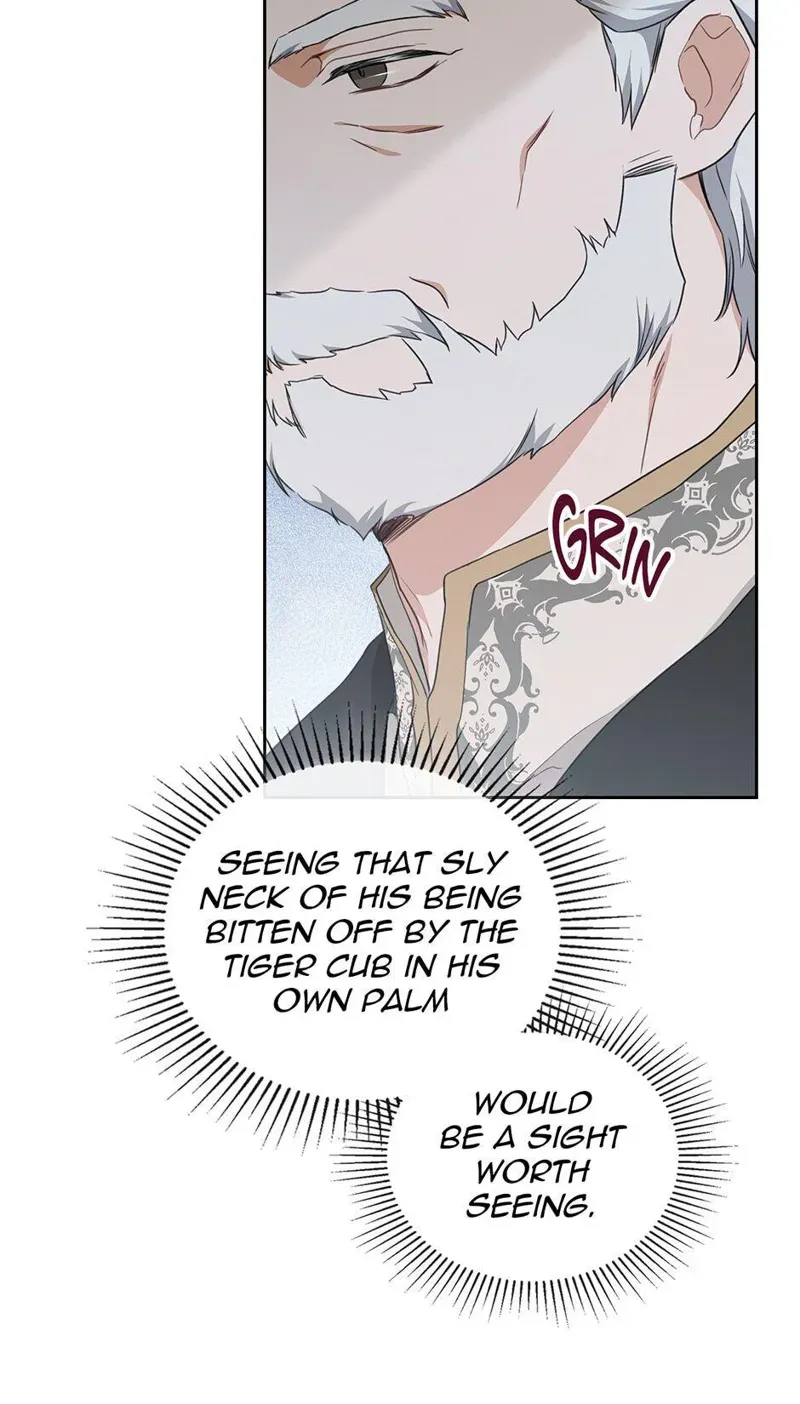 GRIN
SEEING THAT SLY
NECK OF HIS BEING
BITTEN OFF BY THE
TIGER CUB IN HIS
OWN PALM
WOULD
BE A SIGHT
WORTH
SEEING.